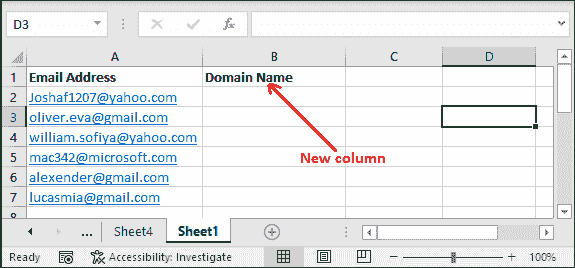 D3
fx
A B C D
1 Email Address Domain Name
2 Joshaf1207@yahoo.com
3 oliver.eva@gmail.com
4 william.sofiya@yahoo.com
5 mac342@microsoft.com
6 alexender@gmail.com
7 lucasmia@gmail.com
8
New column
... Sheet4 Sheet1
Ready Accessibility: Investigate 100%